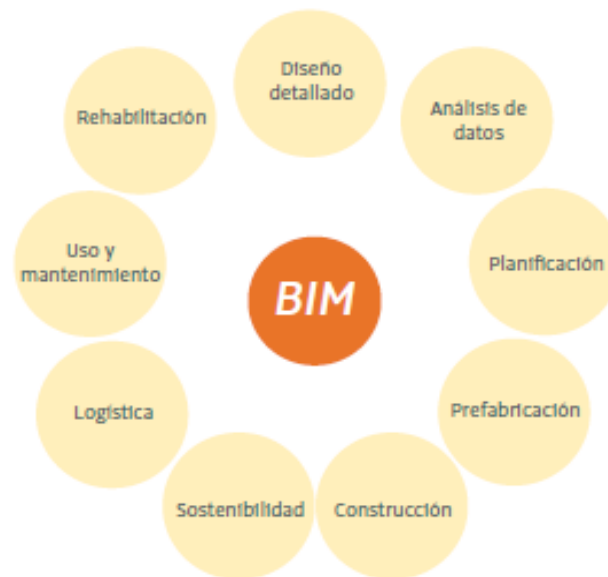 Diseño
detallado
Análisis de
datos
Planificación
Prefabricación
Construcción
Sostenibilidad
Logística
Uso y
mantenimiento
Rehabilitación
BIM